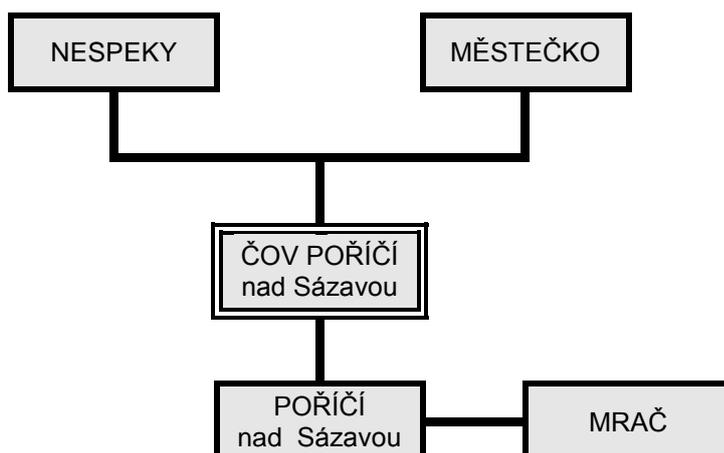 NESPEKY
MĚSTEČKO
ČOV POŘÍČÍ
nad Sázavou
POŘÍČÍ
nad Sázavou
MRAČ